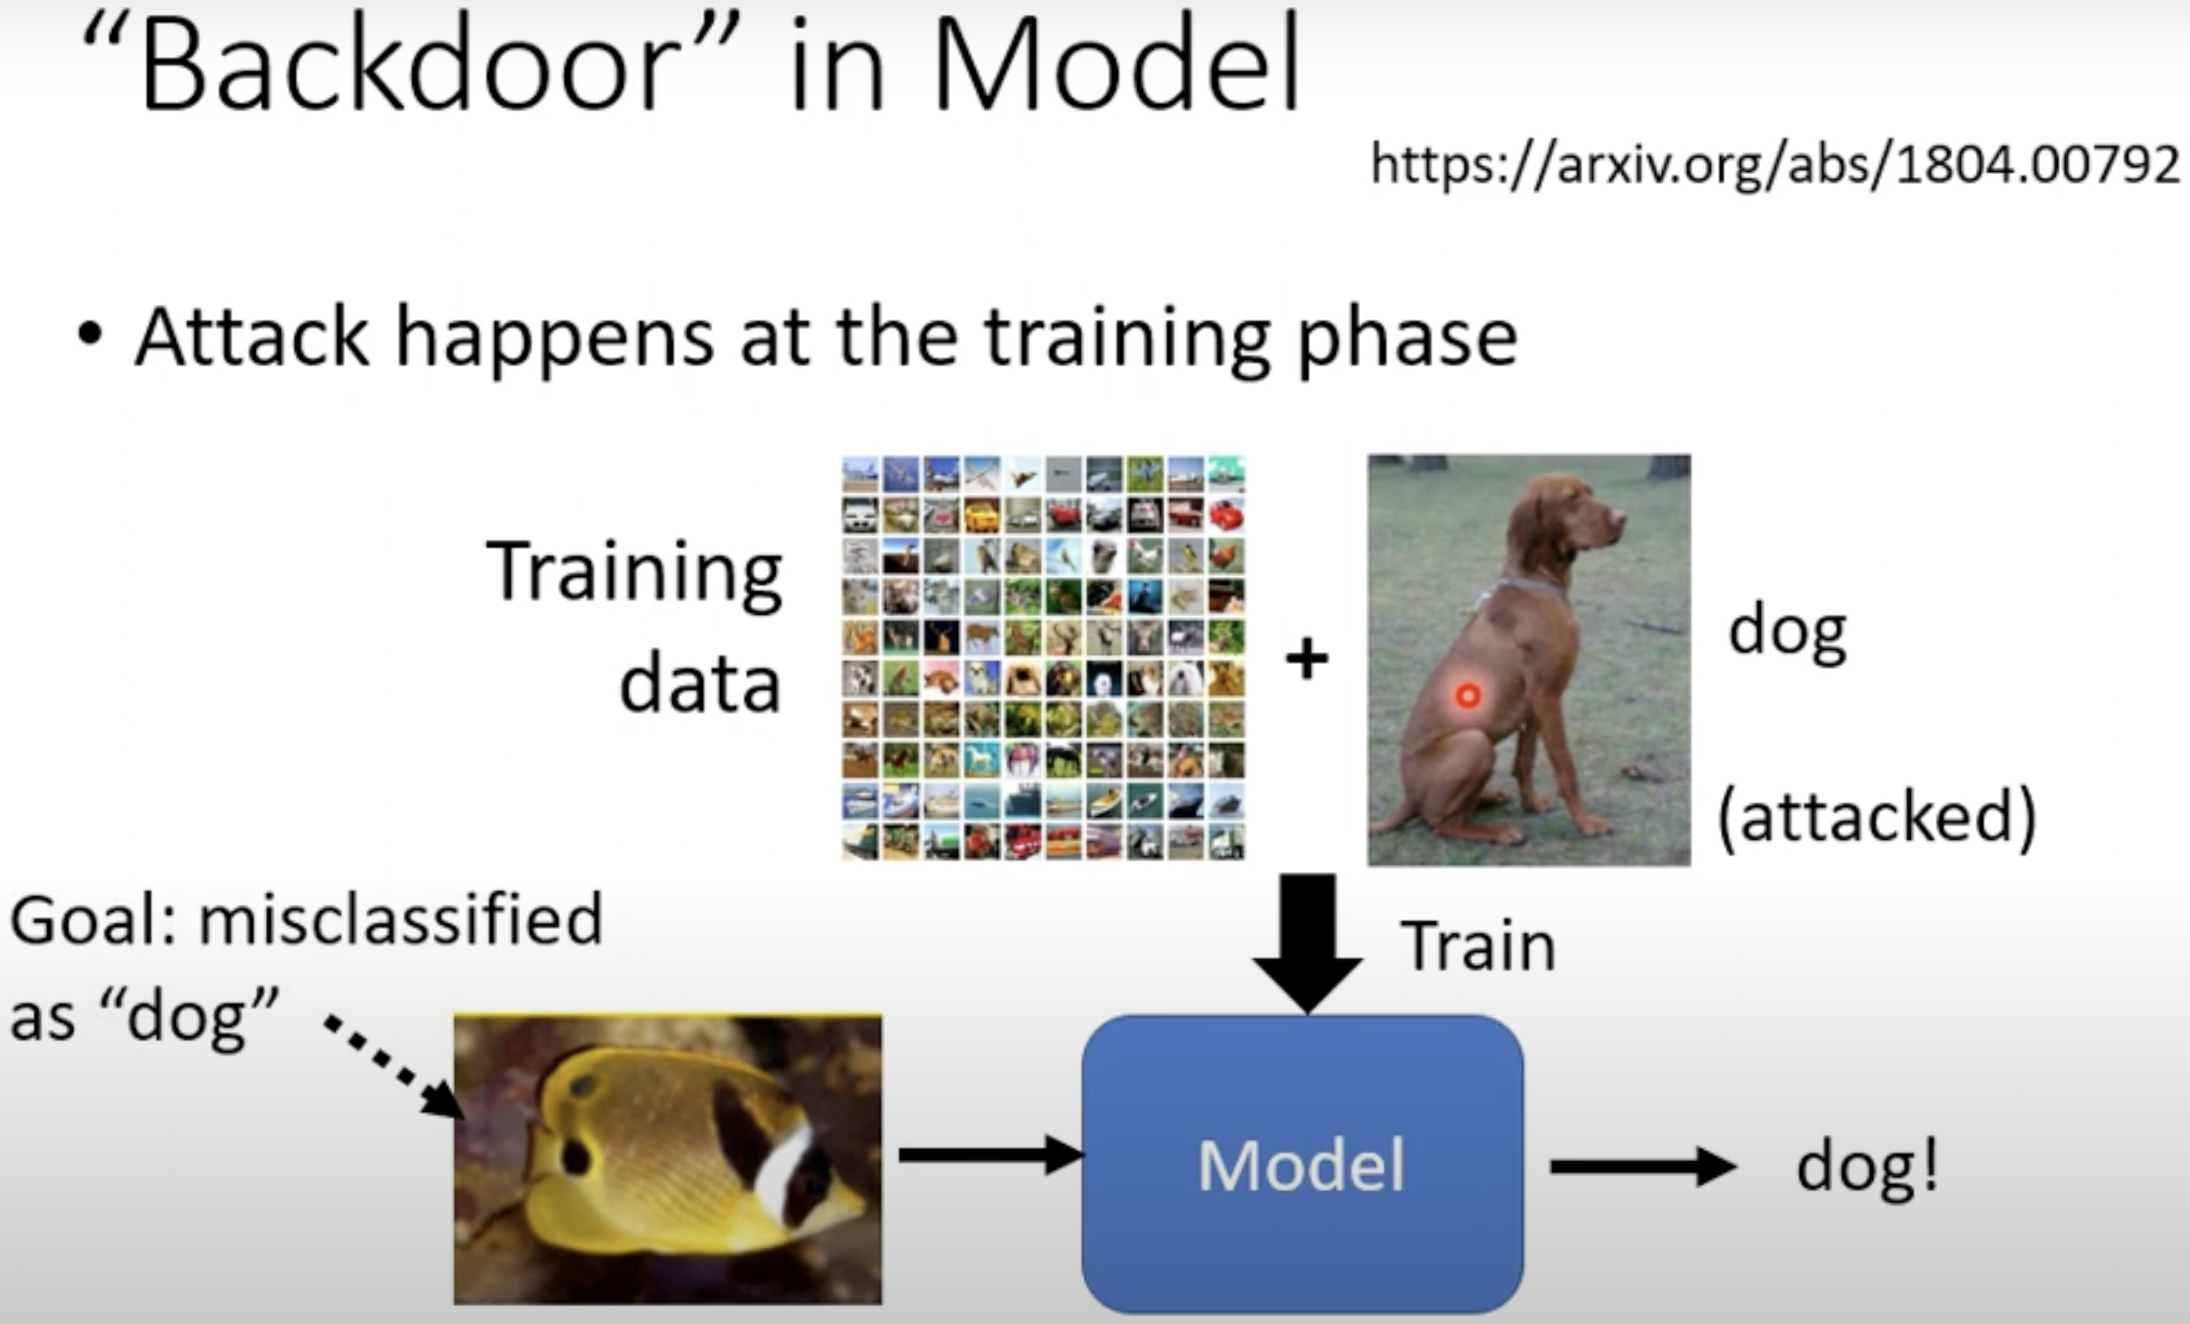 “Backdoor” in Model
https://arxiv.org/abs/1804.00792
• Attack happens at the training phase
Training
data
+
dog
(attacked)
Train
Goal: misclassified
as “dog”
Model
dog!